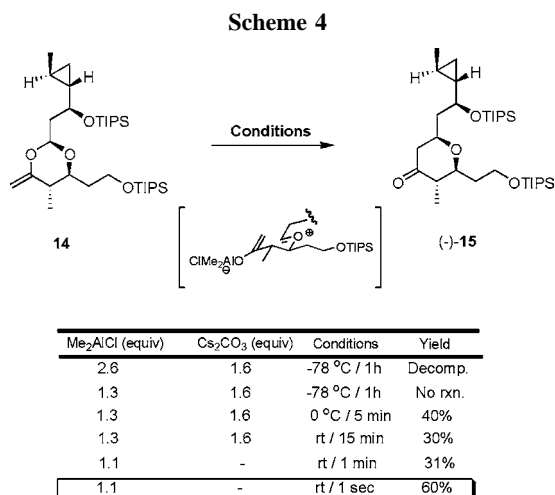 Scheme 4
H
H
H
H
OTIPS
OTIPS
Conditions
O
O
O
OTIPS
OTIPS
O
14
ClMe₂AlO
⊖
O
⊕
OTIPS
(-)-15
Me₂AlCl (equiv) Cs₂CO₃ (equiv) Conditions Yield
2.6 1.6 -78 °C / 1h Decomp.
1.3 1.6 -78 °C / 1h No rxn.
1.3 1.6 0 °C / 5 min 40%
1.3 1.6 rt / 15 min 30%
1.1 - rt / 1 min 31%
1.1 - rt / 1 sec 60%